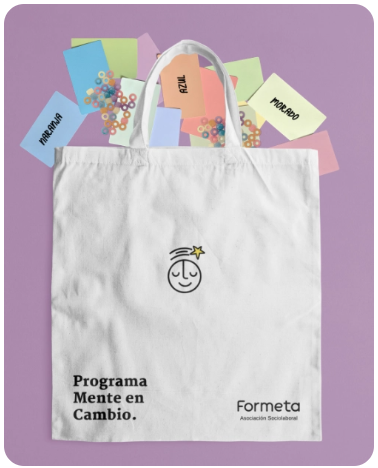 NARANJA
AZUL
MORADO
Programa
Mente en
Cambio.
Formeta
Asociación Sociolaboral